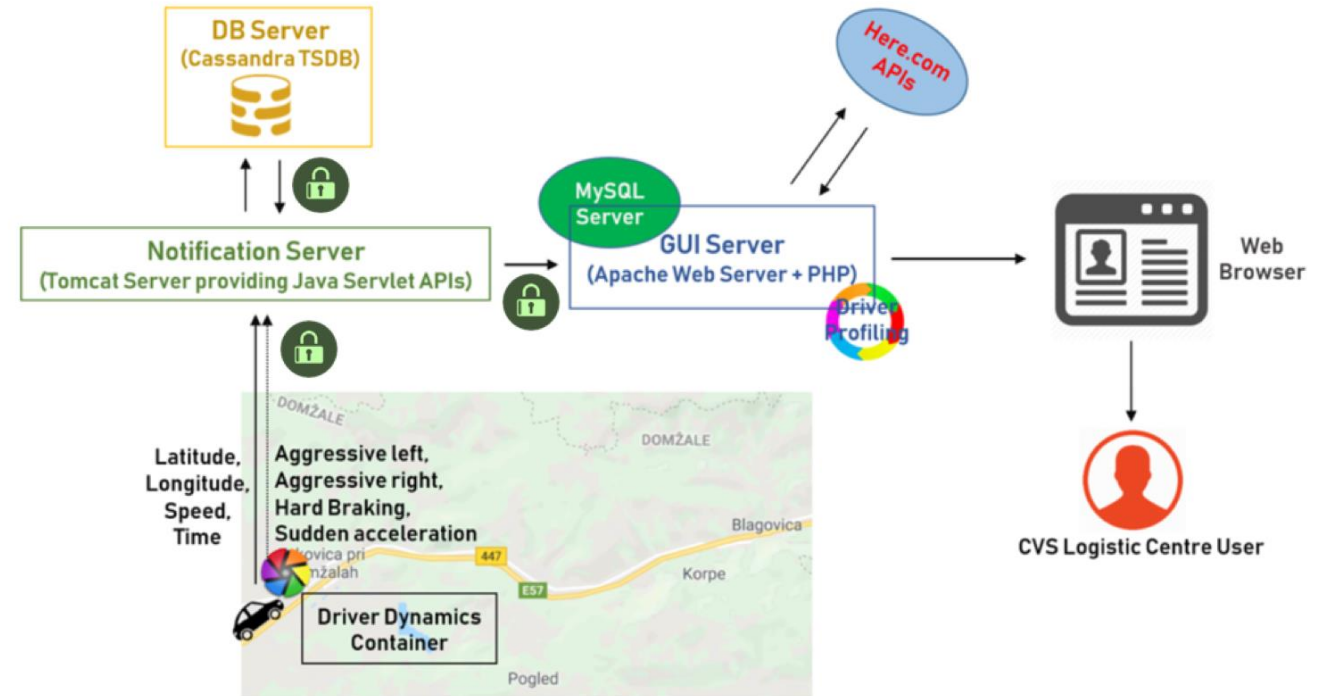 DB Server
(Cassandra TSDB)
Here.com
APIs
MySQL
Server
Notification Server
(Tomcat Server providing Java Servlet APIs)
GUI Server
(Apache Web Server + PHP)
Driver
Profiling
Web
Browser
DOMŽALE
DOMŽALE
Latitude,
Longitude,
Speed,
Time
Aggressive left,
Aggressive right,
Hard Braking,
Sudden acceleration
pri
447
E57
Blagovica
Korpe
Driver Dynamics
Container
Pogled
CVS Logistic Centre User